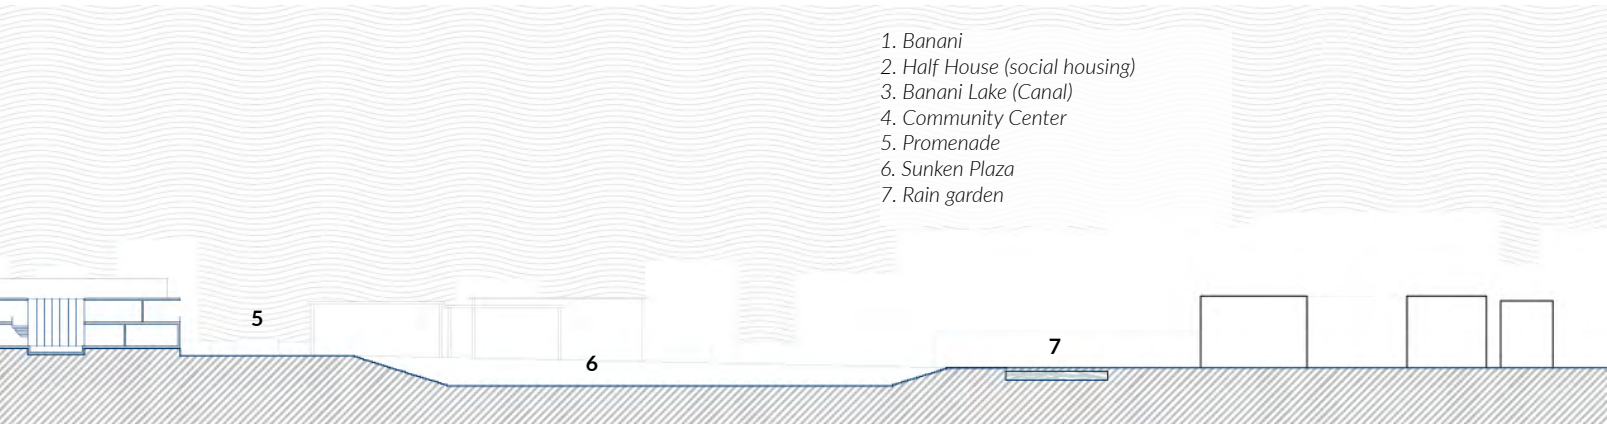 1. Banani
2. Half House (social housing)
3. Banani Lake (Canal)
4. Community Center
5. Promenade
6. Sunken Plaza
7. Rain garden
5
6
7